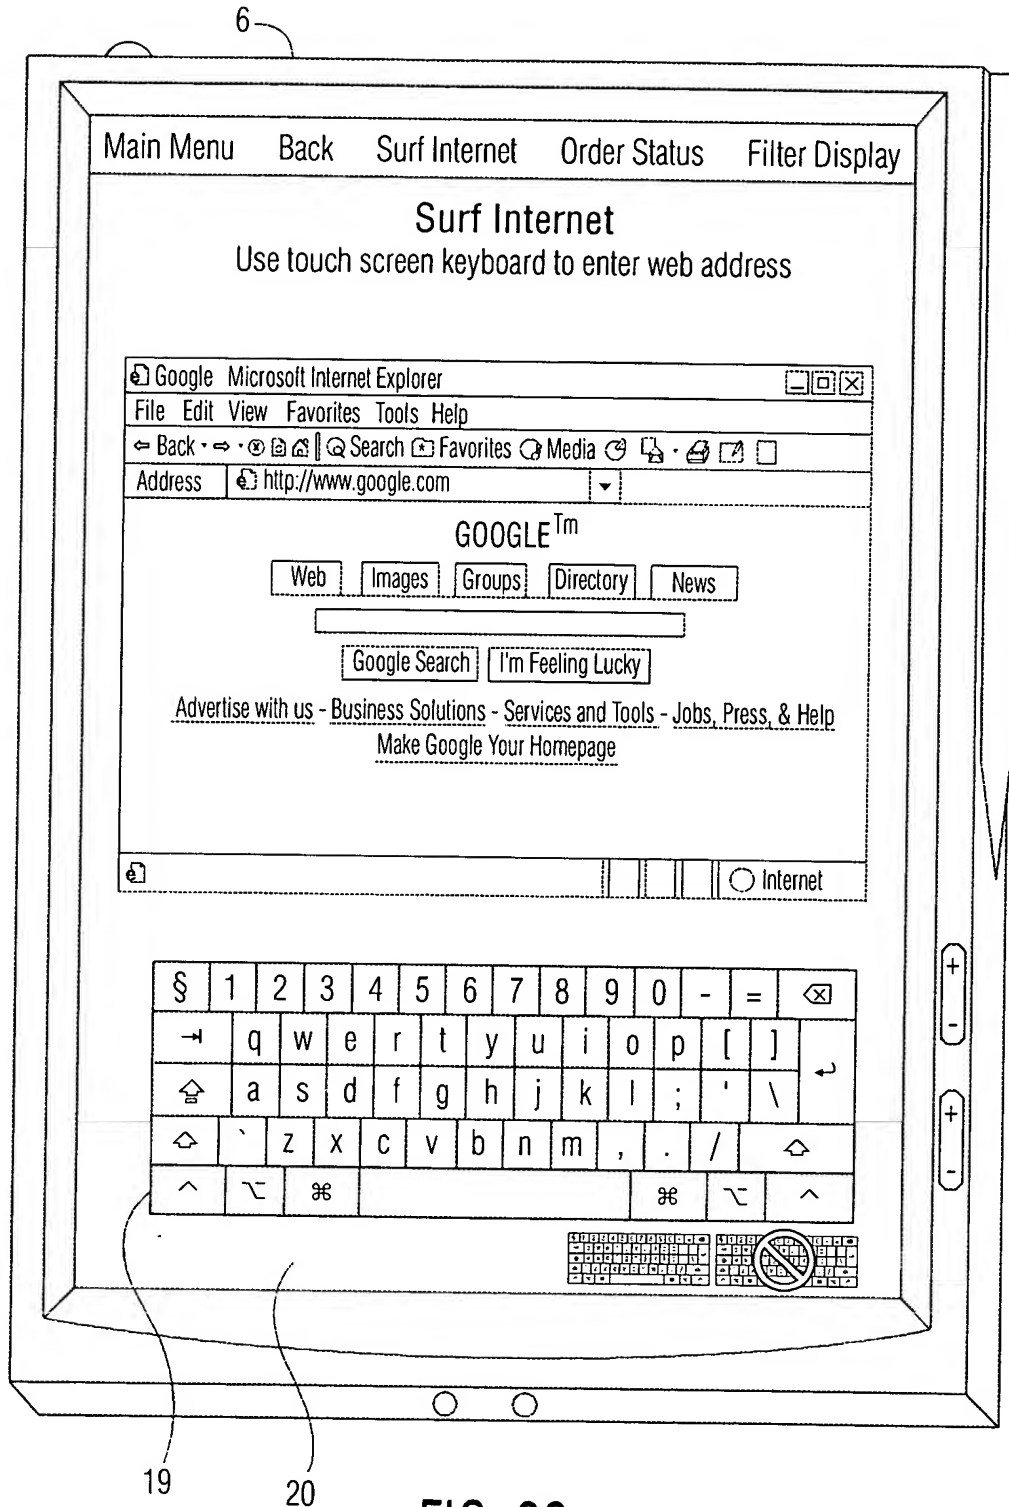 6
Main Menu Back Surf Internet Order Status Filter Display
Surf Internet
Use touch screen keyboard to enter web address
Google Microsoft Internet Explorer
File Edit View Favorites Tools Help
Back Search Favorites Media
Address http://www.google.com
GOOGLE™
Web Images Groups Directory News
Google Search I'm Feeling Lucky
Advertise with us - Business Solutions - Services and Tools - Jobs, Press, & Help
Make Google Your Homepage
Internet
§ 1 2 3 4 5 6 7 8 9 0 - =
q w e r t y u i o p [ ]
a s d f g h j k l ; ' \
` z x c v b n m , . /
^ ⌥ ⌘ ⌘ ⌥ ^
+
-
+
-
19
20